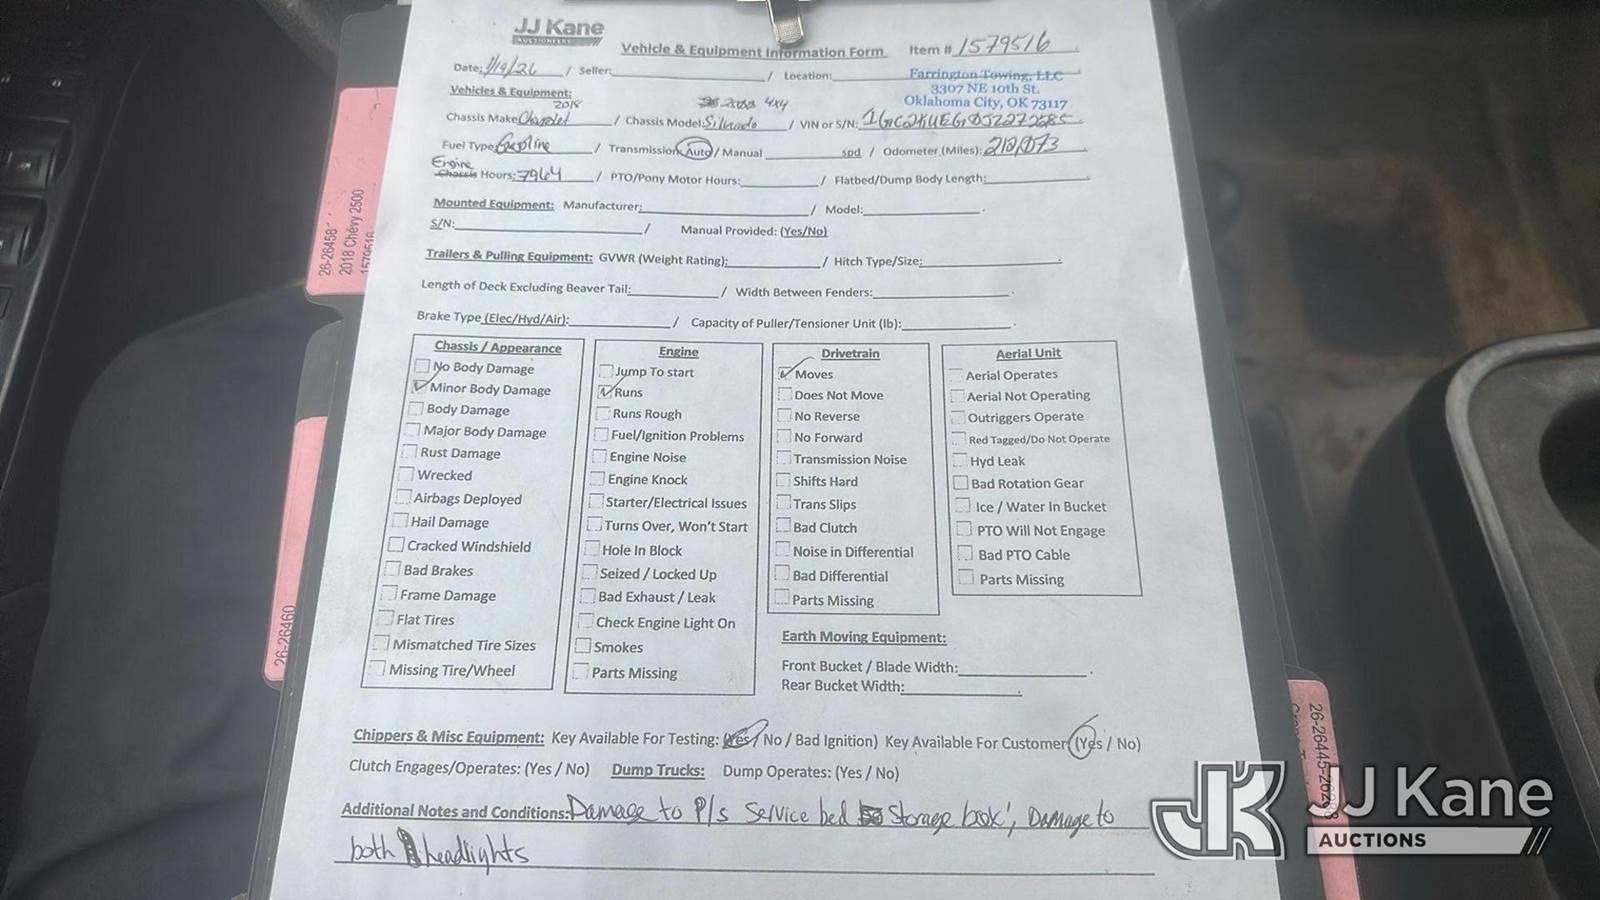 JJ Kane
AUCTIONEERS
Vehicle & Equipment Information Form Item # 1579516
Date: 1/19/26 / Seller: / Location:
Farrington Towing, LLC
3307 NE 10th St.
Oklahoma City, OK 73117
Vehicles & Equipment:
2018 2500 4x4
Chassis Make: Chevrolet / Chassis Model: Silverado / VIN or S/N: 1GC2KUEG0JZ272585
Fuel Type: Gasoline / Transmission: Auto / Manual spd / Odometer (Miles): 212,073
Engine
Chassis Hours: 7964 / PTO/Pony Motor Hours: / Flatbed/Dump Body Length:
Mounted Equipment: Manufacturer: / Model:
S/N: / Manual Provided: (Yes/No)
Trailers & Pulling Equipment: GVWR (Weight Rating): / Hitch Type/Size:
Length of Deck Excluding Beaver Tail: / Width Between Fenders:
Brake Type (Elec/Hyd/Air): / Capacity of Puller/Tensioner Unit (lb):
Chassis / Appearance
No Body Damage
Minor Body Damage
Body Damage
Major Body Damage
Rust Damage
Wrecked
Airbags Deployed
Hail Damage
Cracked Windshield
Bad Brakes
Frame Damage
Flat Tires
Mismatched Tire Sizes
Missing Tire/Wheel
Engine
Jump To start
Runs
Runs Rough
Fuel/Ignition Problems
Engine Noise
Engine Knock
Starter/Electrical Issues
Turns Over, Won't Start
Hole In Block
Seized / Locked Up
Bad Exhaust / Leak
Check Engine Light On
Smokes
Parts Missing
Drivetrain
Moves
Does Not Move
No Reverse
No Forward
Transmission Noise
Shifts Hard
Trans Slips
Bad Clutch
Noise in Differential
Bad Differential
Parts Missing
Aerial Unit
Aerial Operates
Aerial Not Operating
Outriggers Operate
Red Tagged/Do Not Operate
Hyd Leak
Bad Rotation Gear
Ice / Water In Bucket
PTO Will Not Engage
Bad PTO Cable
Parts Missing
Earth Moving Equipment:
Front Bucket / Blade Width:
Rear Bucket Width:
Chippers & Misc Equipment: Key Available For Testing: (Yes / No / Bad Ignition) Key Available For Customer (Yes / No)
Clutch Engages/Operates: (Yes / No) Dump Trucks: Dump Operates: (Yes / No)
Additional Notes and Conditions: Damage to P/s Service bed Storage book', Damage to
both headlights
26-26458
2018 Chevy 2500
1579516
26-26460
26-26445-20268
JJ Kane
AUCTIONS